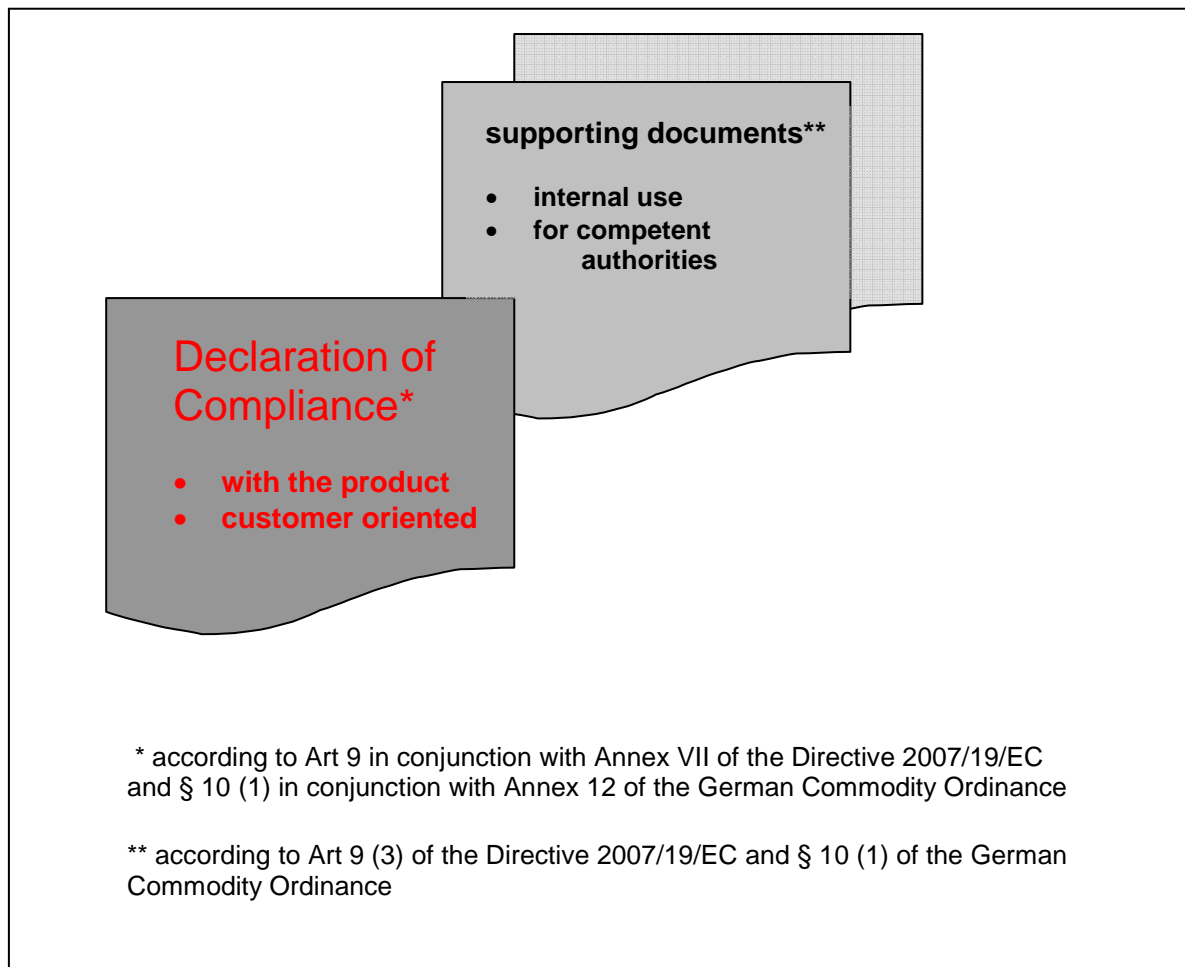 supporting documents**
• internal use
• for competent
authorities
Declaration of
Compliance*
• with the product
• customer oriented
* according to Art 9 in conjunction with Annex VII of the Directive 2007/19/EC
and § 10 (1) in conjunction with Annex 12 of the German Commodity Ordinance
** according to Art 9 (3) of the Directive 2007/19/EC and § 10 (1) of the German
Commodity Ordinance